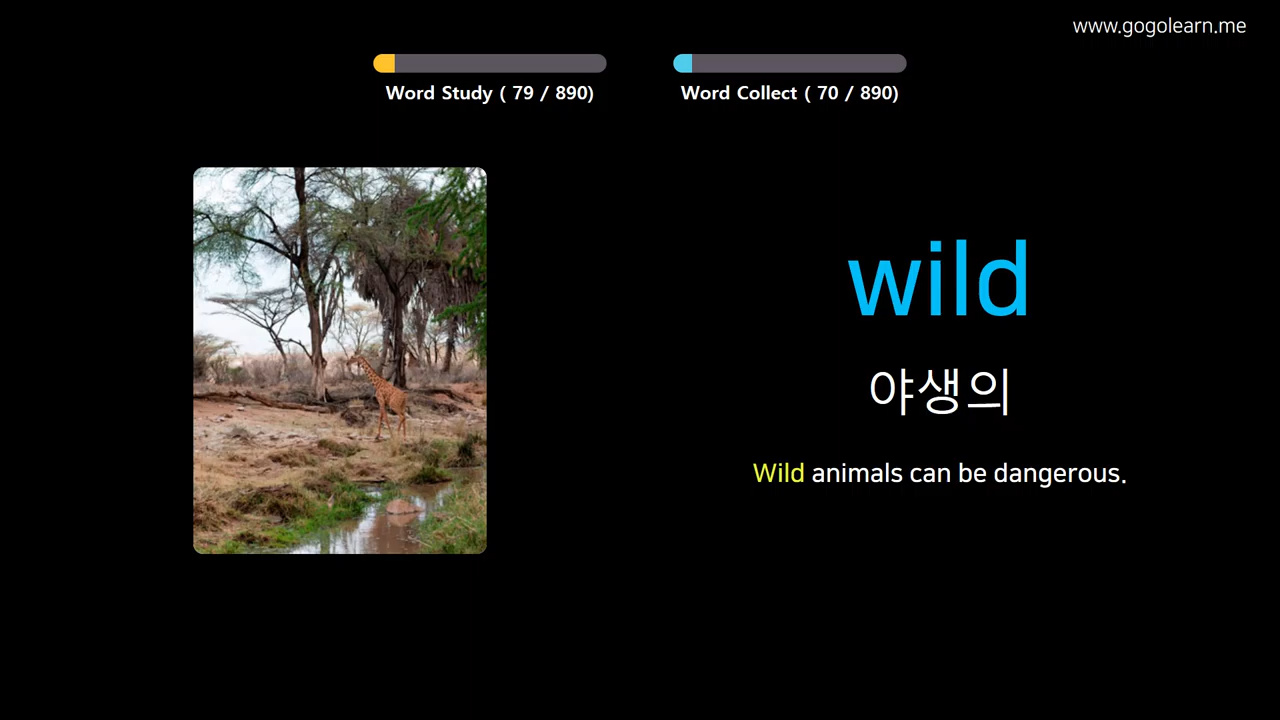 www.gogolearn.me
Word Study ( 79 / 890)
Word Collect ( 70 / 890)
wild
야생의
Wild animals can be dangerous.